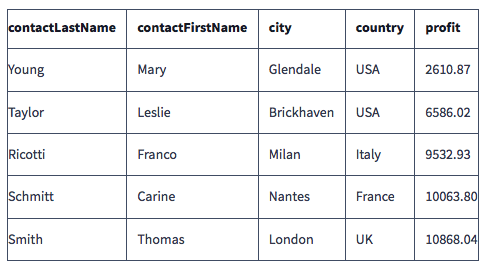 contactLastName contactFirstName city country profit
Young Mary Glendale USA 2610.87
Taylor Leslie Brickhaven USA 6586.02
Ricotti Franco Milan Italy 9532.93
Schmitt Carine Nantes France 10063.80
Smith Thomas London UK 10868.04